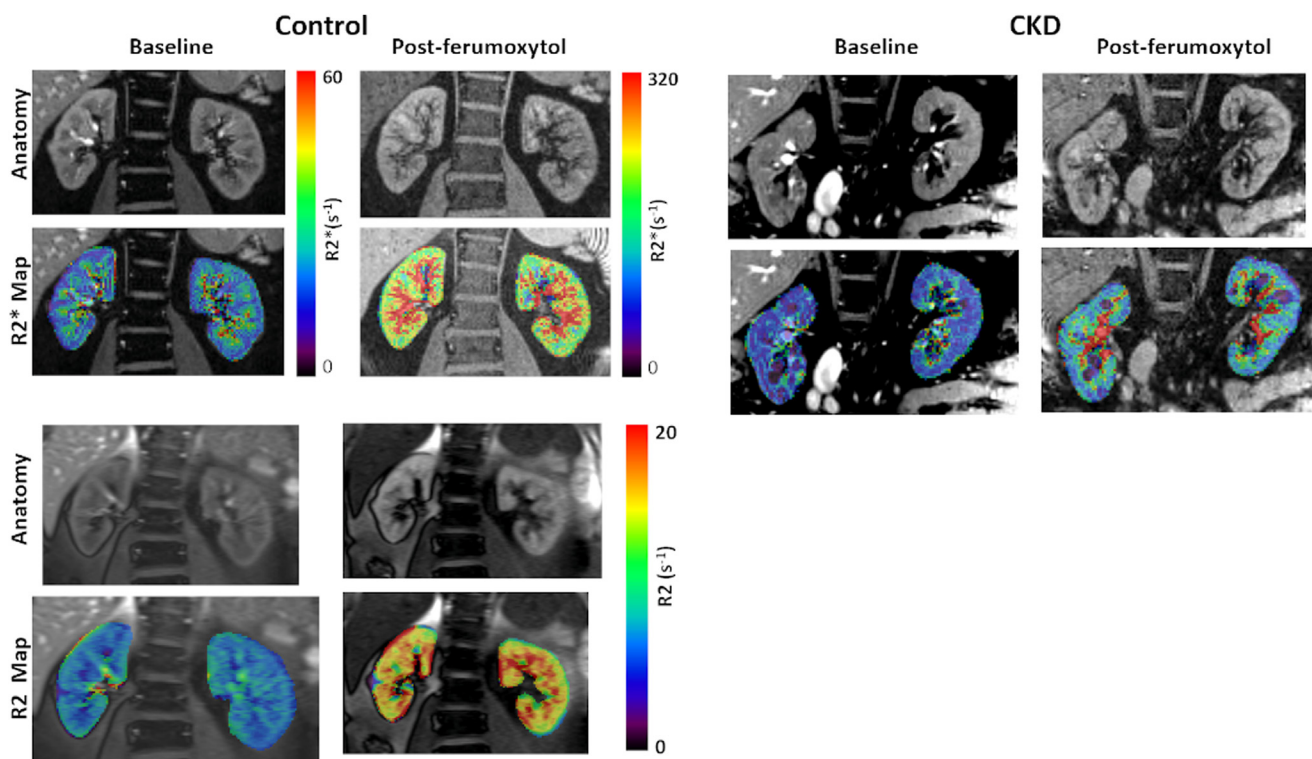 Control
CKD
Baseline
Post-ferumoxytol
Baseline
Post-ferumoxytol
Anatomy
60
320
R2* Map
R2*(s⁻¹)
R2*(s⁻¹)
0
0
Anatomy
20
R2 Map
R2 (s⁻¹)
0